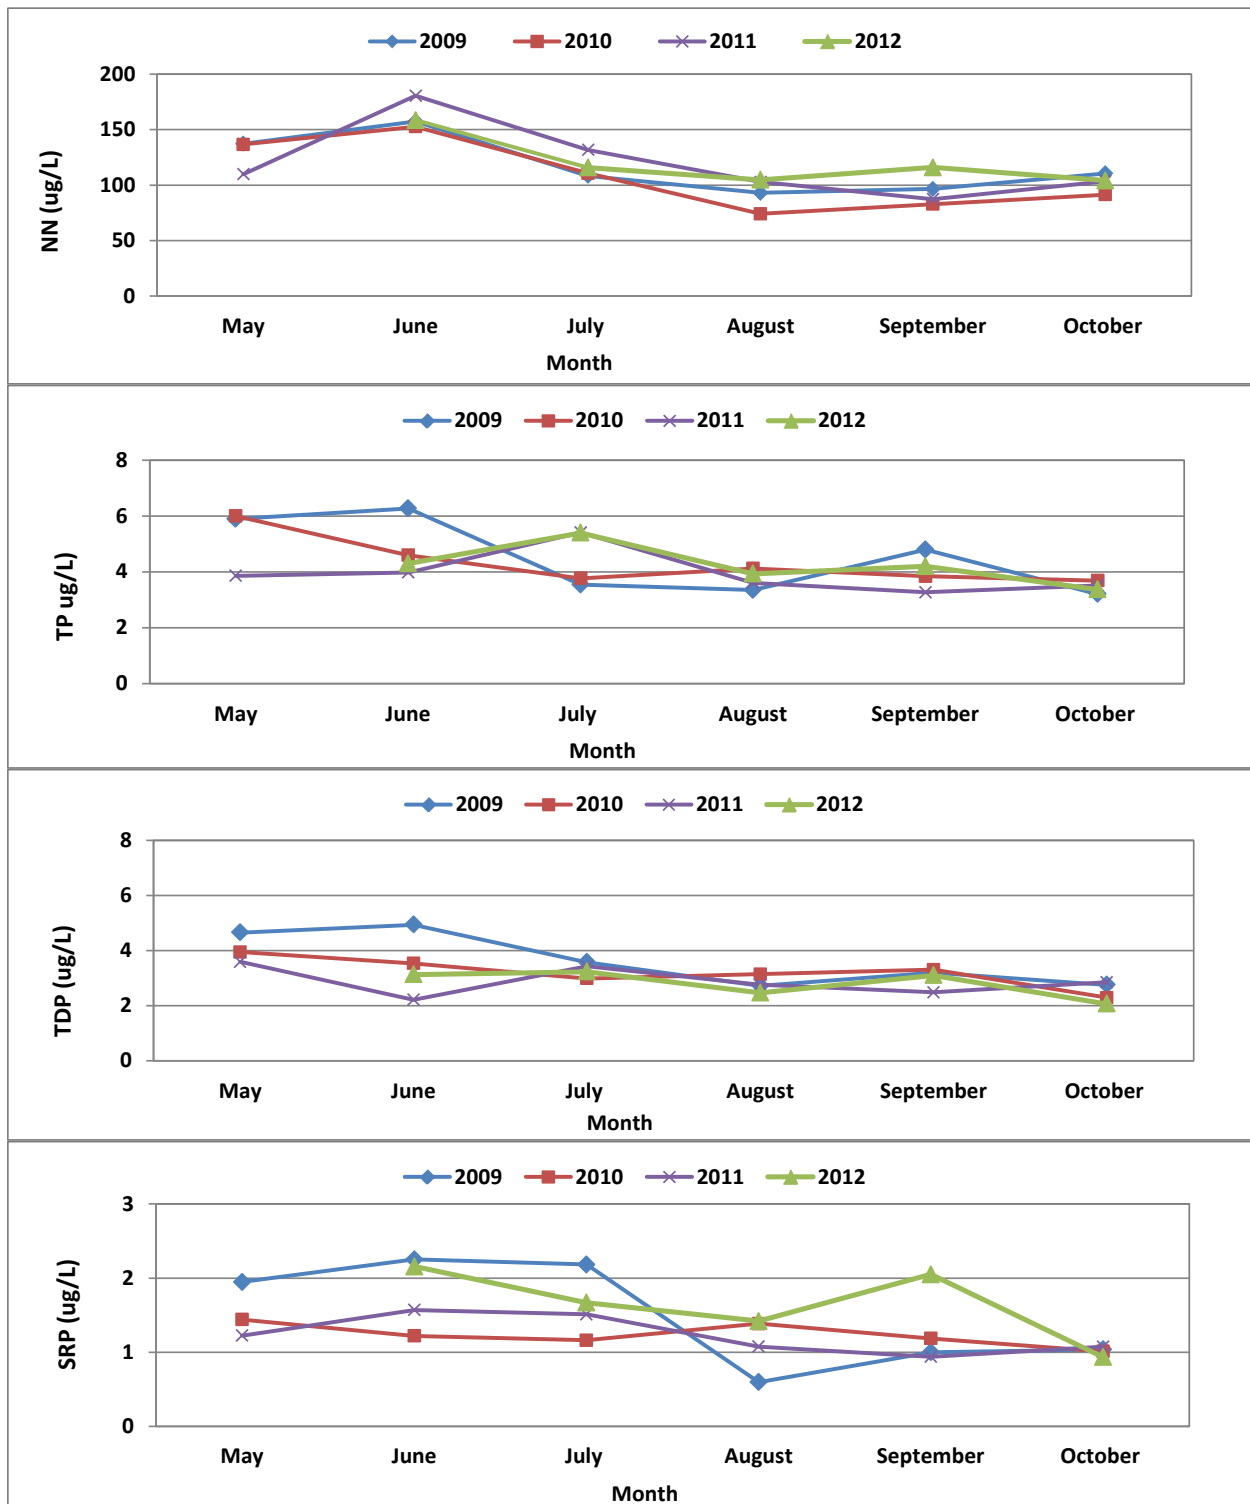 2009 2010 2011 2012
200
150
100
50
0
NN (ug/L)
May June July August September October
Month
2009 2010 2011 2012
8
6
4
2
0
TP ug/L)
May June July August September October
Month
2009 2010 2011 2012
8
6
4
2
0
TDP (ug/L)
May June July August September October
Month
2009 2010 2011 2012
3
2
1
0
SRP (ug/L)
May June July August September October
Month